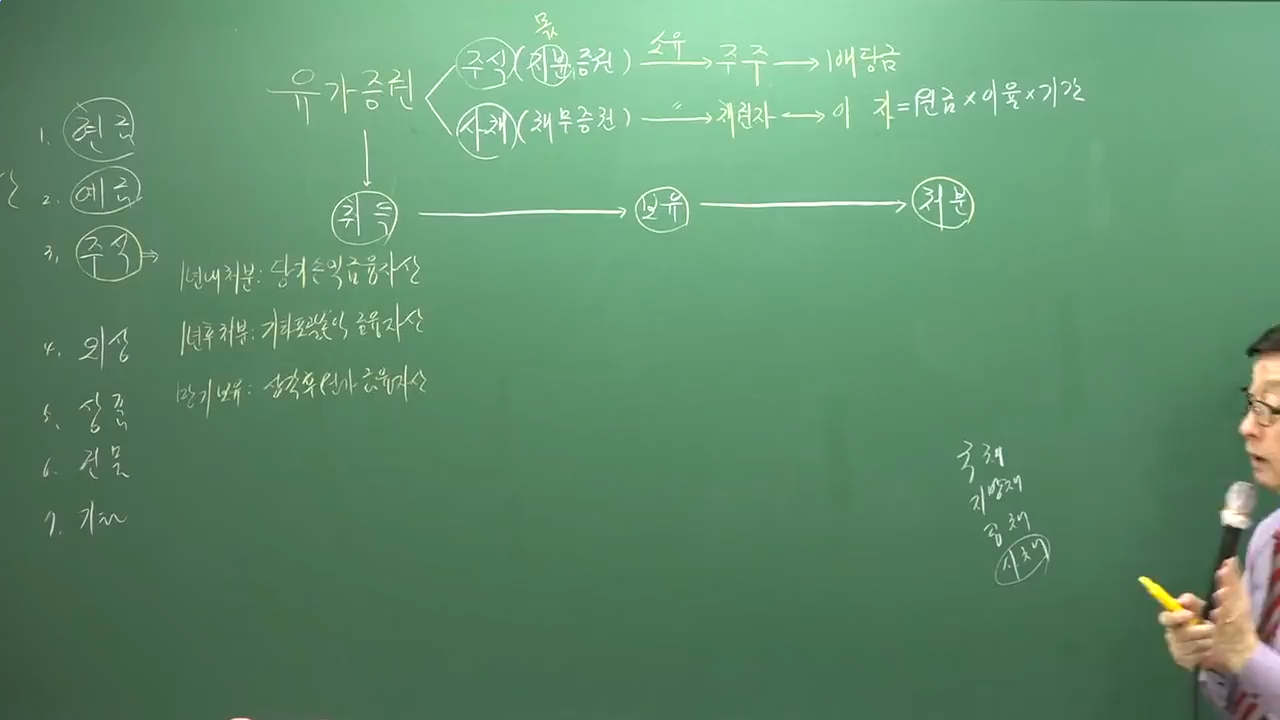 몫
유가증권
주식(지분증권) 소유→ 주주 → 배당금
사채(채무증권) 〃→ 채권자 ↔ 이 자=원금×이율×기간
취득 → 보유 → 처분
1. 현금
2. 예금
3. 주식 ⇒
4. 외상
5. 상품
6. 건물
7. 기타
1년내처분: 당기손익금융자산
1년후처분: 기타포괄손익 금융자산
만기보유: 상각후원가 금융자산
국채
지방채
공채
사채